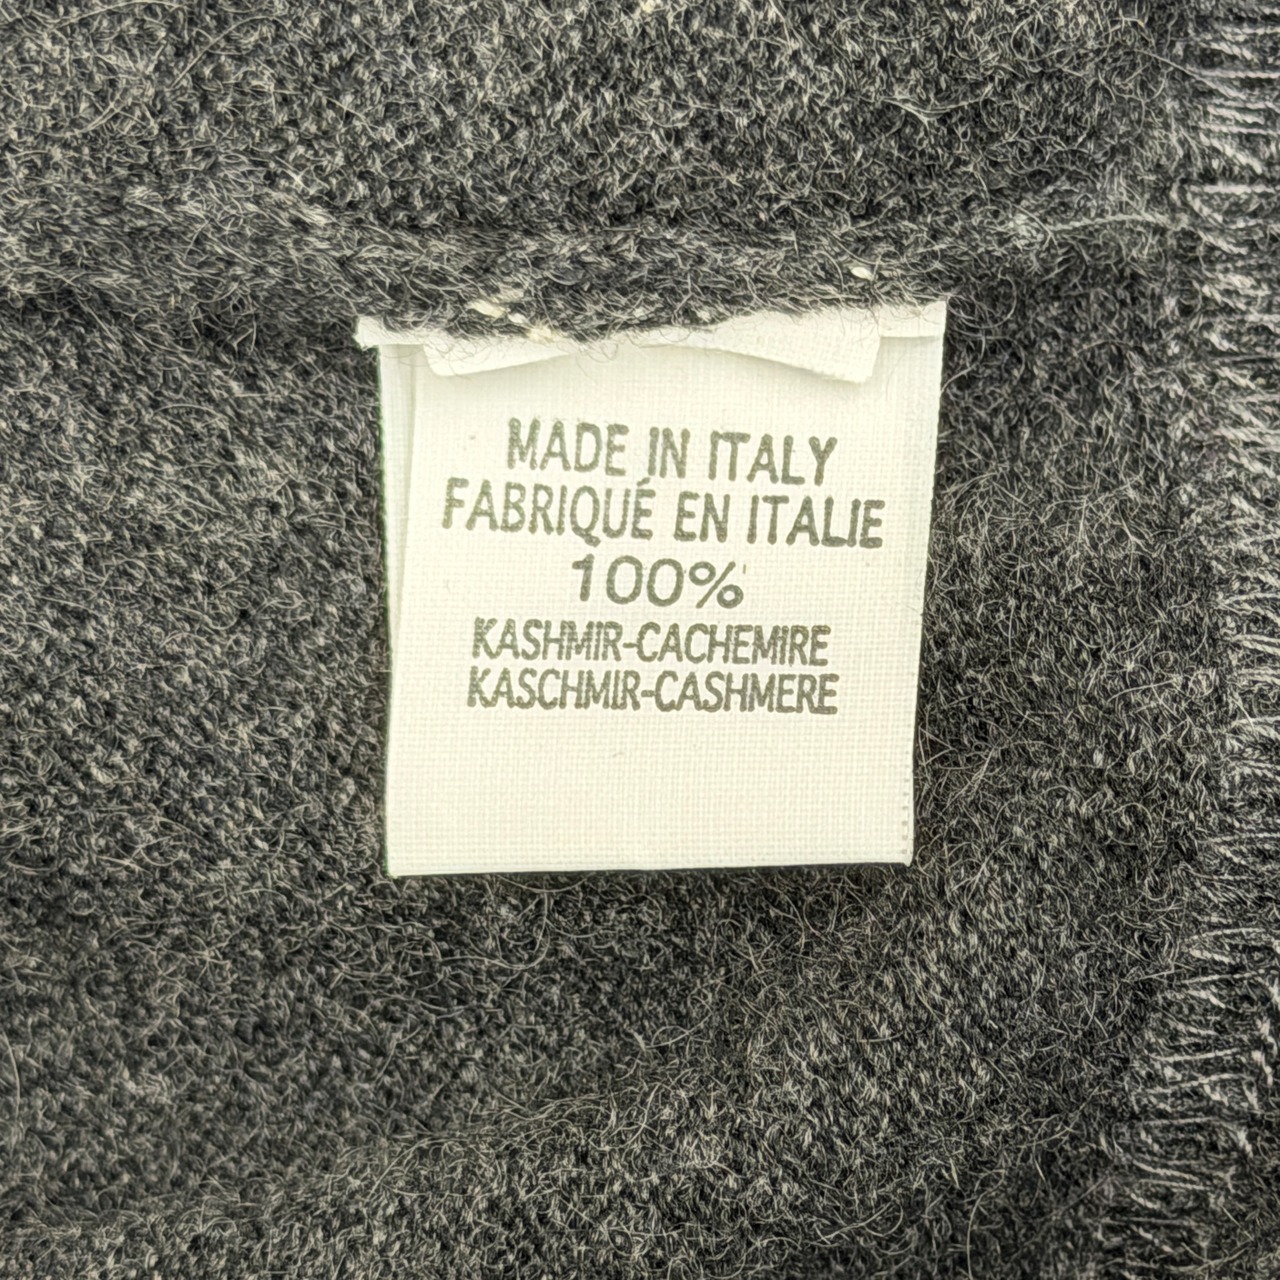 MADE IN ITALY
FABRIQUÉ EN ITALIE
100%
KASHMIR-CACHEMIRE
KASCHMIR-CASHMERE